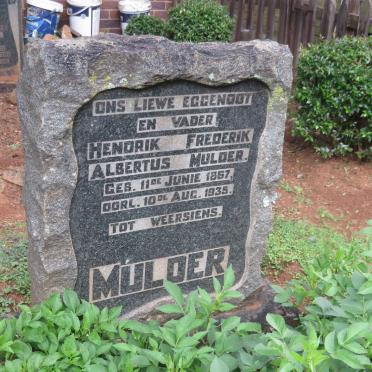 ONS LIEWE EGGENOOT
EN VADER
HENDRIK FREDERIK
ALBERTUS MULDER.
GEB. 11DE JUNIE 1867.
OORL. 10DE AUG. 1935.
TOT WEERSIENS.
MULDER